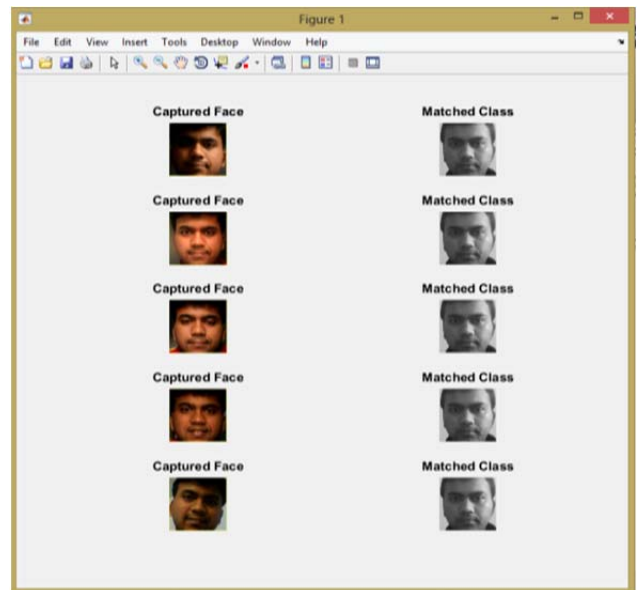 Figure 1
File Edit View Insert Tools Desktop Window Help
Captured Face Matched Class
Captured Face Matched Class
Captured Face Matched Class
Captured Face Matched Class
Captured Face Matched Class